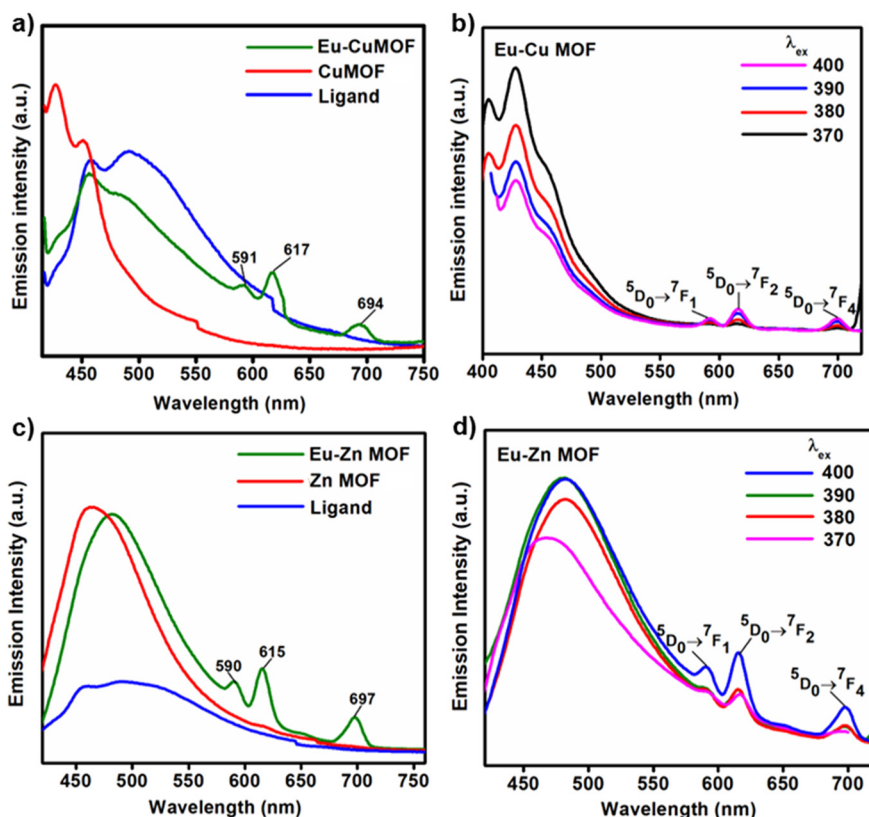 a)
Emission intensity (a.u.)
Eu-CuMOF
CuMOF
Ligand
591
617
694
450 500 550 600 650 700 750
Wavelength (nm)
b)
Emission intensity (a.u.)
Eu-Cu MOF
λex
400
390
380
370
⁵D₀→⁷F₁
⁵D₀→⁷F₂
⁵D₀→⁷F₄
400 450 500 550 600 650 700
Wavelength (nm)
c)
Emission Intensity (a.u.)
Eu-Zn MOF
Zn MOF
Ligand
590
615
697
450 500 550 600 650 700 750
Wavelength (nm)
d)
Emission Intensity (a.u.)
Eu-Zn MOF
λex
400
390
380
370
⁵D₀→⁷F₁
⁵D₀→⁷F₂
⁵D₀→⁷F₄
450 500 550 600 650 700
Wavelength (nm)